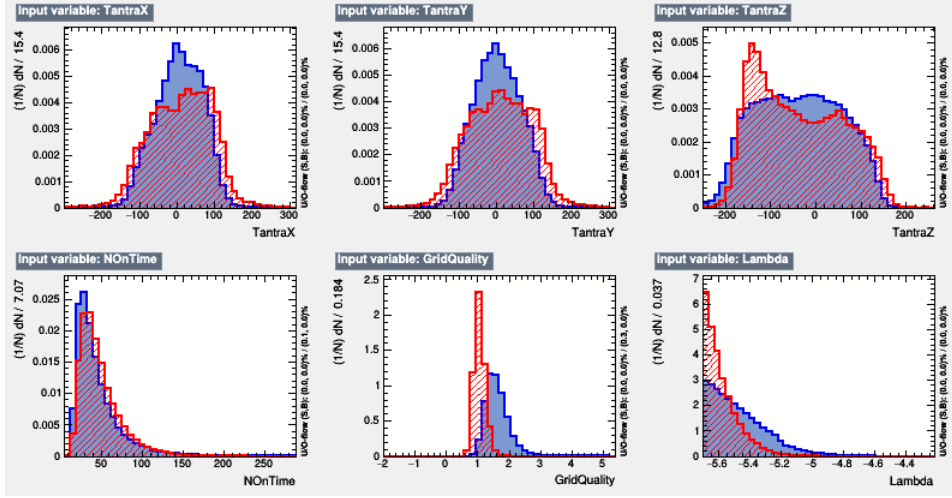 Input variable: TantraX
(1/N) dN / 15.4
0.006
0.005
0.004
0.003
0.002
0.001
0
−200 −100 0 100 200 300
TantraX
U/O-flow (S,B): (0.0, 0.0)% / (0.0, 0.0)%
Input variable: TantraY
(1/N) dN / 15.4
0.006
0.005
0.004
0.003
0.002
0.001
0
−200 −100 0 100 200 300
TantraY
U/O-flow (S,B): (0.0, 0.0)% / (0.0, 0.0)%
Input variable: TantraZ
(1/N) dN / 12.8
0.005
0.004
0.003
0.002
0.001
0
−200 −100 0 100 200
TantraZ
U/O-flow (S,B): (0.0, 0.0)% / (0.0, 0.0)%
Input variable: NOnTime
(1/N) dN / 7.07
0.025
0.02
0.015
0.01
0.005
0
50 100 150 200 250
NOnTime
U/O-flow (S,B): (0.0, 0.0)% / (0.1, 0.0)%
Input variable: GridQuality
(1/N) dN / 0.184
2.5
2
1.5
1
0.5
0
−2 −1 0 1 2 3 4 5
GridQuality
U/O-flow (S,B): (0.0, 0.0)% / (0.3, 0.0)%
Input variable: Lambda
(1/N) dN / 0.037
7
6
5
4
3
2
1
0
−5.6 −5.4 −5.2 −5 −4.8 −4.6 −4.4
Lambda
U/O-flow (S,B): (0.0, 0.0)% / (0.0, 0.0)%